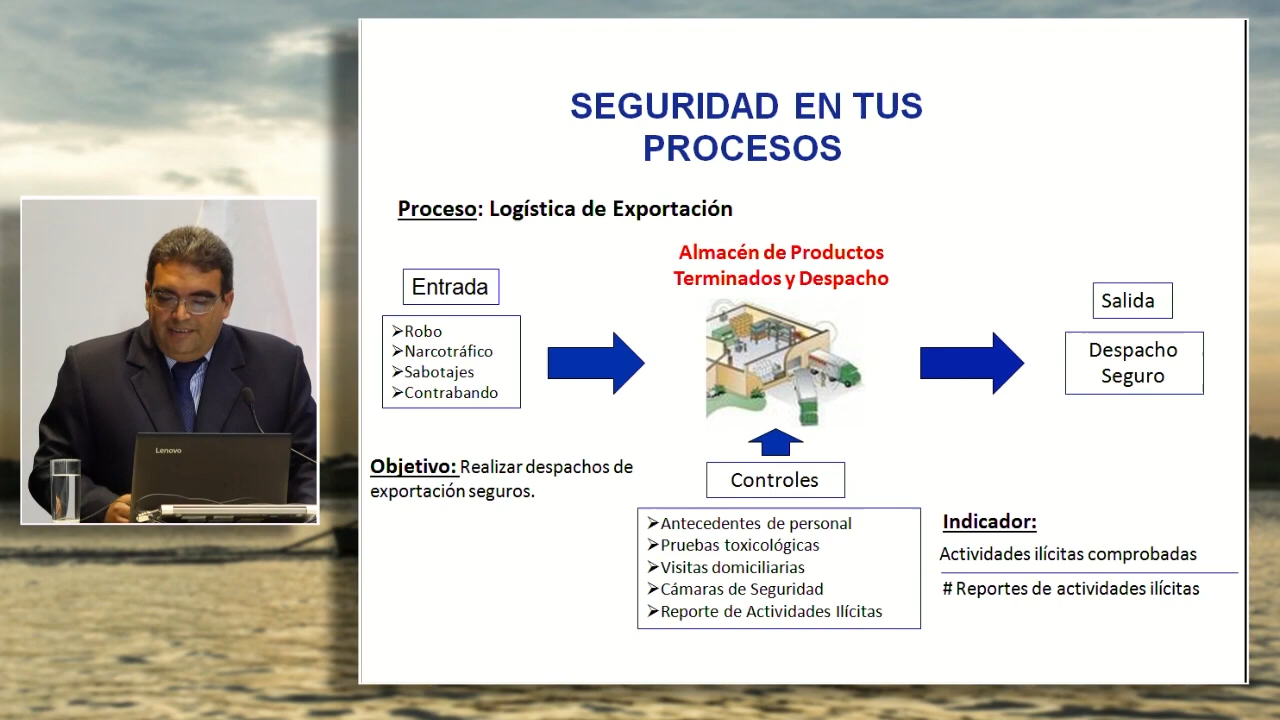 SEGURIDAD EN TUS
PROCESOS
Proceso: Logística de Exportación
Almacén de Productos
Terminados y Despacho
Entrada
➢Robo
➢Narcotráfico
➢Sabotajes
➢Contrabando
Salida
Despacho
Seguro
Objetivo: Realizar despachos de
exportación seguros.
Controles
➢Antecedentes de personal
➢Pruebas toxicológicas
➢Visitas domiciliarias
➢Cámaras de Seguridad
➢Reporte de Actividades Ilícitas
Indicador:
Actividades ilícitas comprobadas
# Reportes de actividades ilícitas
Lenovo